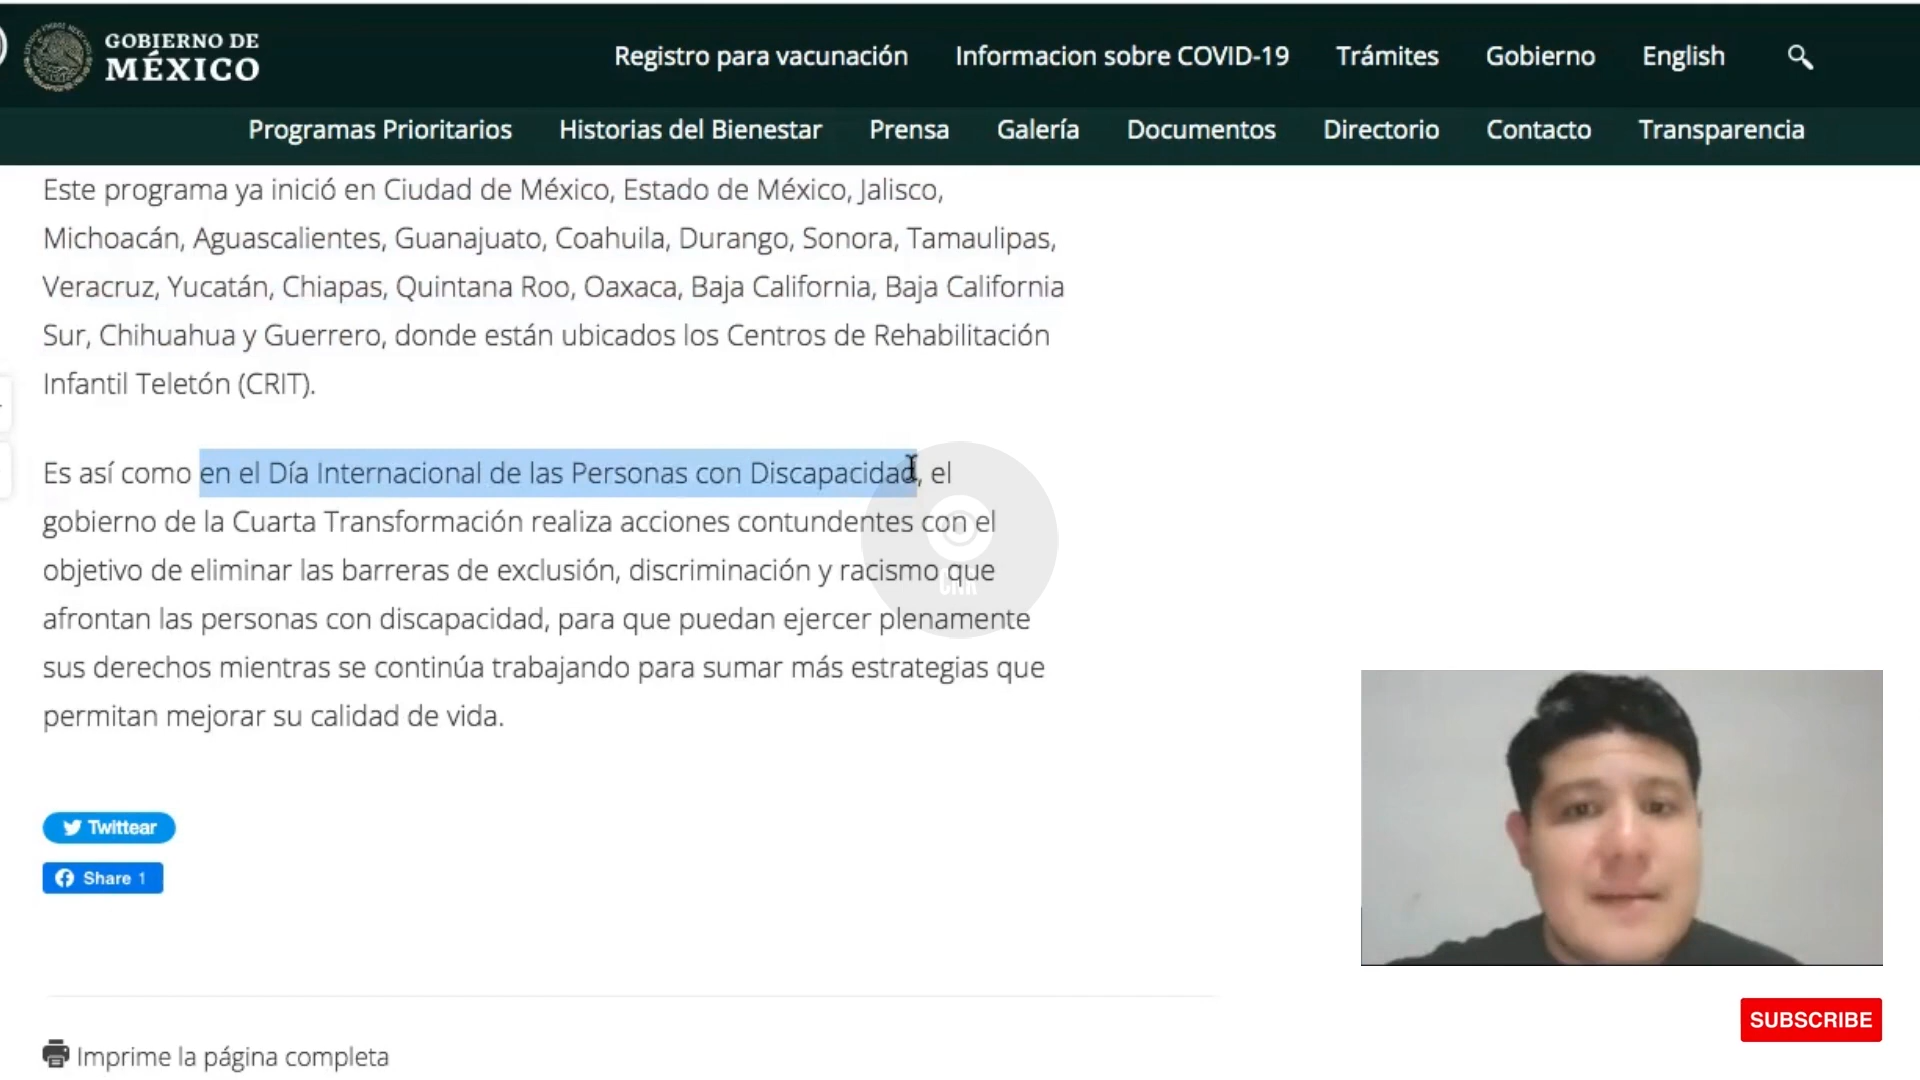 GOBIERNO DE
MÉXICO
Registro para vacunación Informacion sobre COVID-19 Trámites Gobierno English
Programas Prioritarios Historias del Bienestar Prensa Galería Documentos Directorio Contacto Transparencia
Este programa ya inició en Ciudad de México, Estado de México, Jalisco,
Michoacán, Aguascalientes, Guanajuato, Coahuila, Durango, Sonora, Tamaulipas,
Veracruz, Yucatán, Chiapas, Quintana Roo, Oaxaca, Baja California, Baja California
Sur, Chihuahua y Guerrero, donde están ubicados los Centros de Rehabilitación
Infantil Teletón (CRIT).
Es así como en el Día Internacional de las Personas con Discapacidad, el
gobierno de la Cuarta Transformación realiza acciones contundentes con el
objetivo de eliminar las barreras de exclusión, discriminación y racismo que
afrontan las personas con discapacidad, para que puedan ejercer plenamente
sus derechos mientras se continúa trabajando para sumar más estrategias que
permitan mejorar su calidad de vida.
Twittear
Share 1
SUBSCRIBE
Imprime la página completa